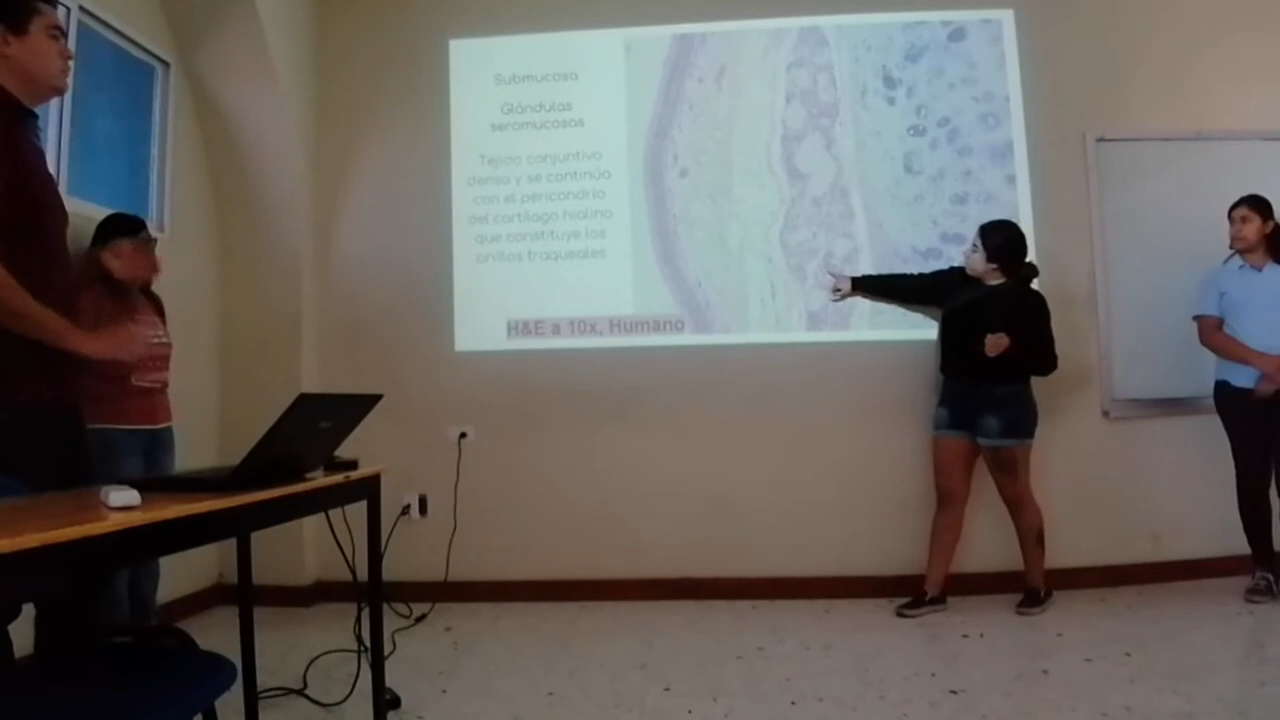 Submucosa
Glándulas
seromucosas
Tejido conjuntivo
denso y se continúa
con el pericondrio
del cartílago hialino
que constituye los
anillos traqueales
H&E a 10x, Humano